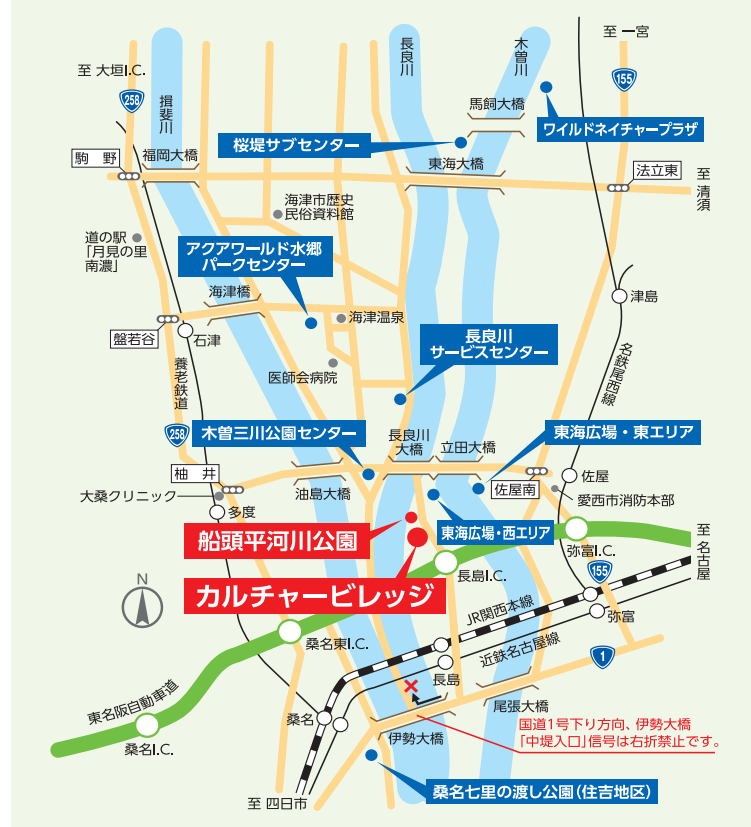 至 一宮
至 大垣I.C.
258
揖斐川
長良川
木曽川
155
馬飼大橋
ワイルドネイチャープラザ
桜堤サブセンター
駒野
福岡大橋
東海大橋
法立東
至 清須
海津市歴史
民俗資料館
道の駅
「月見の里
南濃」
アクアワールド水郷
パークセンター
海津橋
津島
海津温泉
盤若谷
石津
長良川
サービスセンター
名鉄尾西線
養老鉄道
医師会病院
258
木曽三川公園センター
長良川
大橋
立田大橋
東海広場・東エリア
袖井
油島大橋
佐屋南
佐屋
大桑クリニック
愛西市消防本部
多度
船頭平河川公園
東海広場・西エリア
弥富I.C.
至 名古屋
カルチャービレッジ
長島I.C.
155
N
JR関西本線
弥富
桑名東I.C.
近鉄名古屋線
1
長島
東名阪自動車道
尾張大橋
桑名
桑名I.C.
伊勢大橋
国道1号下り方向、伊勢大橋
「中堤入口」信号は右折禁止です。
桑名七里の渡し公園(住吉地区)
至 四日市